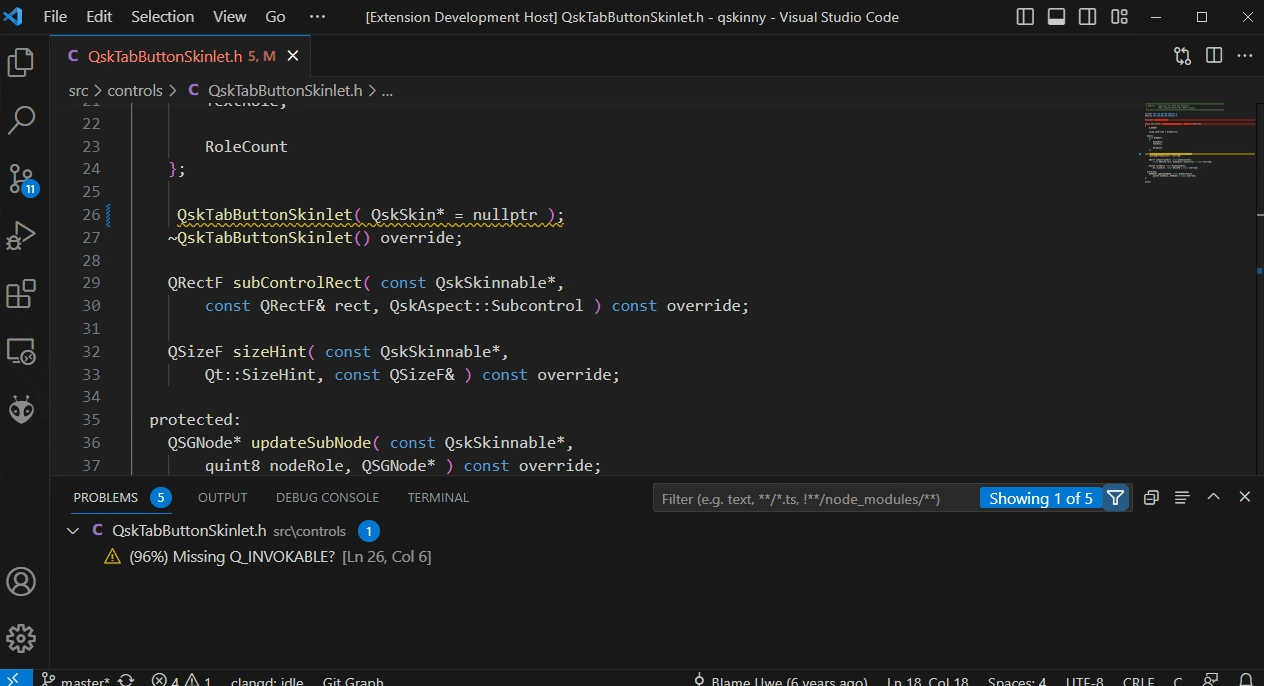 File Edit Selection View Go ··· [Extension Development Host] QskTabButtonSkinlet.h - qskinny - Visual Studio Code
C QskTabButtonSkinlet.h 5, M
src > controls > C QskTabButtonSkinlet.h > ...
21 TextRole,
22
23 RoleCount
24 };
25
26 QskTabButtonSkinlet( QskSkin* = nullptr );
27 ~QskTabButtonSkinlet() override;
28
29 QRectF subControlRect( const QskSkinnable*,
30 const QRectF& rect, QskAspect::Subcontrol ) const override;
31
32 QSizeF sizeHint( const QskSkinnable*,
33 Qt::SizeHint, const QSizeF& ) const override;
34
35 protected:
36 QSGNode* updateSubNode( const QskSkinnable*,
37 quint8 nodeRole, QSGNode* ) const override;
11
PROBLEMS 5 OUTPUT DEBUG CONSOLE TERMINAL Filter (e.g. text, **/*.ts, !**/node_modules/**) Showing 1 of 5
C QskTabButtonSkinlet.h src\controls 1
(96%) Missing Q_INVOKABLE? [Ln 26, Col 6]
master* 4 1 clangd: idle Git Graph Blame Uwe (6 years ago) Ln 18, Col 18 Spaces: 4 UTF-8 CRLF C